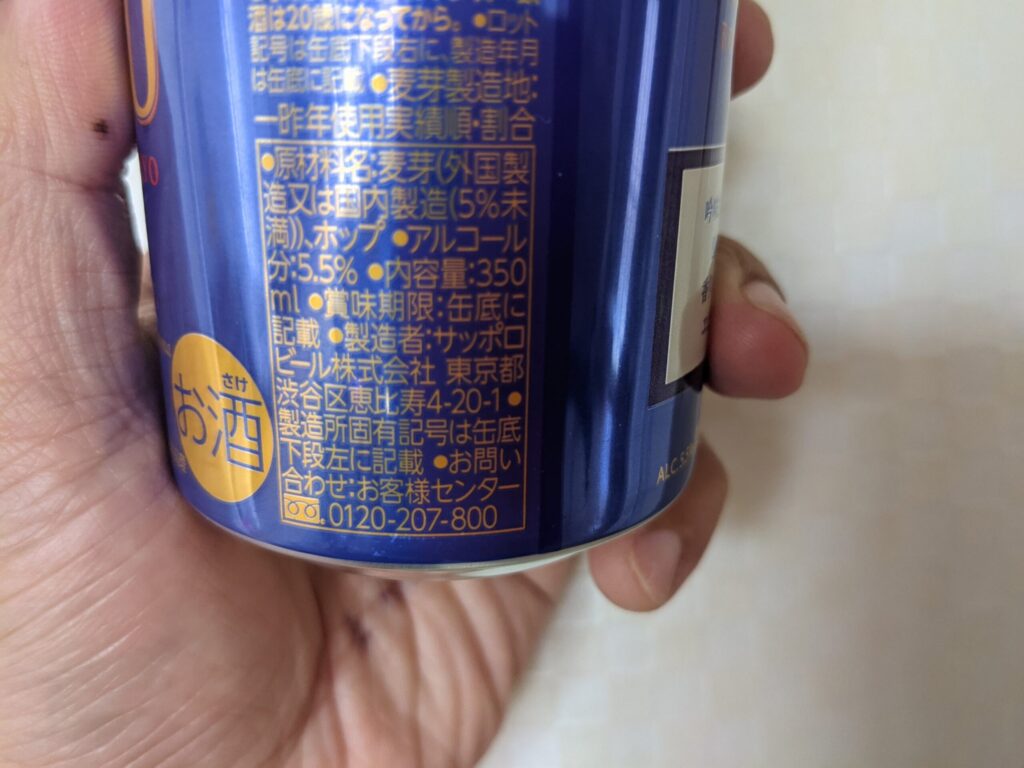 酒は20歳になってから。●ロット
記号は缶底下段右に、製造年月
は缶底に記載 ●麦芽製造地:
一昨年使用実績順・割合
●原材料名:麦芽(外国製
造又は国内製造(5%未
満))、ホップ ●アルコール
分:5.5% ●内容量:350
ml ●賞味期限:缶底に
記載 ●製造者:サッポロ
ビール株式会社 東京都
渋谷区恵比寿4-20-1 ●
製造所固有記号は缶底
下段左に記載 ●お問い
合わせ:お客様センター
0120-207-800
さけ
お酒
ALC.5.5